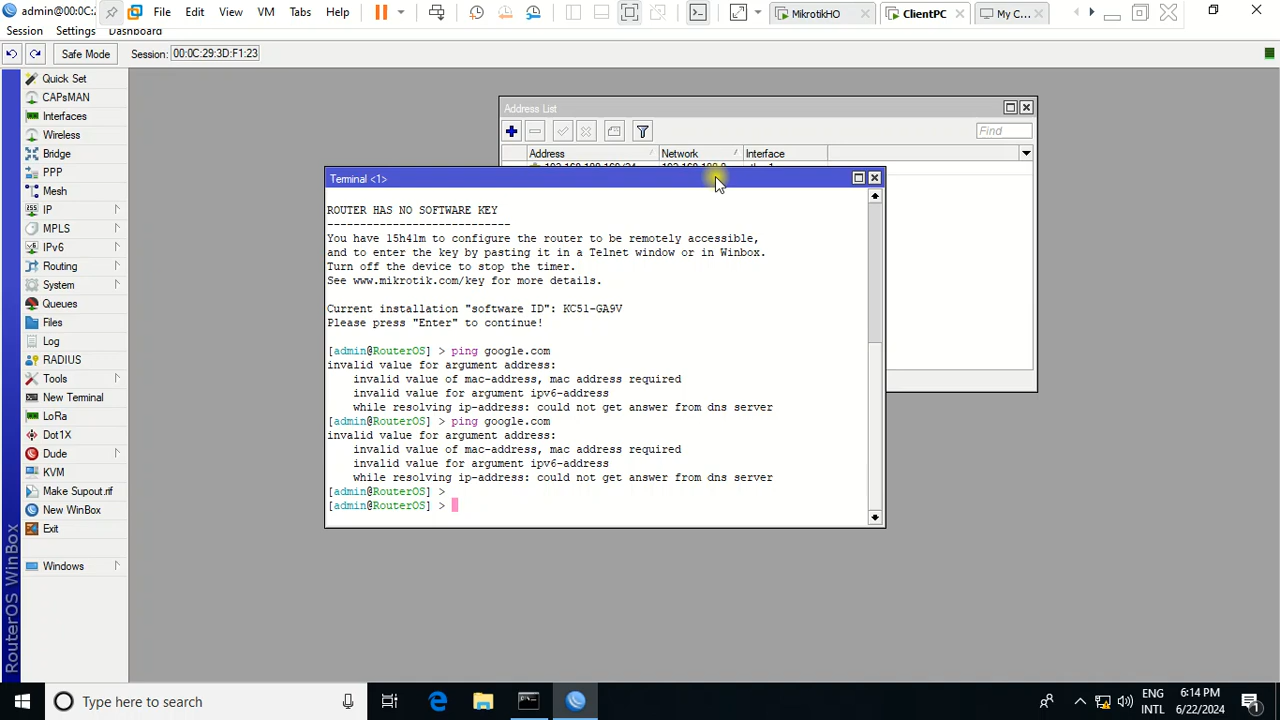 admin@00:0C:2
File
Edit
View
VM
Tabs
Help
MikrotikHO
ClientPC
My C...
Session
Settings
Dashboard
Safe Mode
Session:
00:0C:29:3D:F1:23
Quick Set
CAPsMAN
Interfaces
Wireless
Bridge
PPP
Mesh
IP
MPLS
IPv6
Routing
System
Queues
Files
Log
RADIUS
Tools
New Terminal
LoRa
Dot1X
Dude
KVM
Make Supout.rif
New WinBox
Exit
Windows
RouterOS WinBox
Address List
Find
Address
Network
Interface
Terminal <1>
ROUTER HAS NO SOFTWARE KEY
----------------------------
You have 15h41m to configure the router to be remotely accessible,
and to enter the key by pasting it in a Telnet window or in Winbox.
Turn off the device to stop the timer.
See www.mikrotik.com/key for more details.
Current installation "software ID": KC51-GA9V
Please press "Enter" to continue!
[admin@RouterOS] > ping google.com
invalid value for argument address:
invalid value of mac-address, mac address required
invalid value for argument ipv6-address
while resolving ip-address: could not get answer from dns server
[admin@RouterOS] > ping google.com
invalid value for argument address:
invalid value of mac-address, mac address required
invalid value for argument ipv6-address
while resolving ip-address: could not get answer from dns server
[admin@RouterOS] >
[admin@RouterOS] >
Type here to search
ENG
INTL
6:14 PM
6/22/2024
1